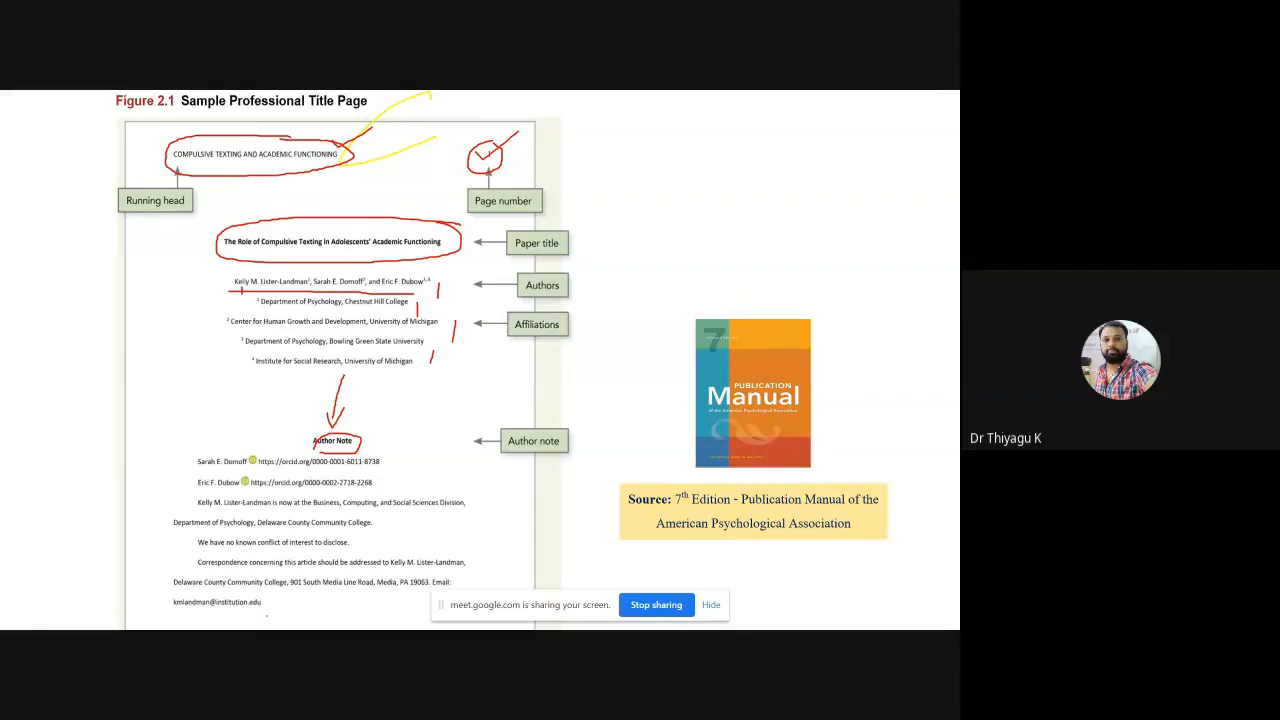 Figure 2.1 Sample Professional Title Page
COMPULSIVE TEXTING AND ACADEMIC FUNCTIONING
Running head
Page number
The Role of Compulsive Texting in Adolescents' Academic Functioning
Paper title
Kelly M. Lister-Landman¹, Sarah E. Domoff², and Eric F. Dubow³,⁴
Authors
¹ Department of Psychology, Chestnut Hill College
² Center for Human Growth and Development, University of Michigan
Affiliations
³ Department of Psychology, Bowling Green State University
⁴ Institute for Social Research, University of Michigan
Author Note
Author note
Sarah E. Domoff iD https://orcid.org/0000-0001-6011-8738
Eric F. Dubow iD https://orcid.org/0000-0002-2718-2268
Kelly M. Lister-Landman is now at the Business, Computing, and Social Sciences Division,
Department of Psychology, Delaware County Community College.
We have no known conflict of interest to disclose.
Correspondence concerning this article should be addressed to Kelly M. Lister-Landman,
Delaware County Community College, 901 South Media Line Road, Media, PA 19063. Email:
kmlandman@institution.edu
7
PUBLICATION
Manual
of the American Psychological Association
Source: 7th Edition - Publication Manual of the
American Psychological Association
meet.google.com is sharing your screen.
Stop sharing
Hide
Dr Thiyagu K